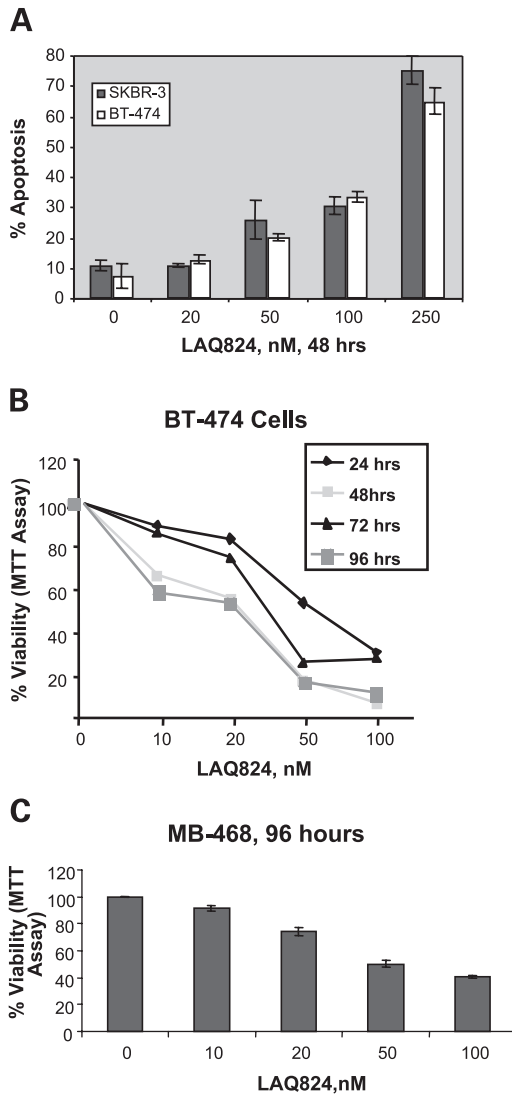 A
80
70
60
50
40
30
20
10
0
% Apoptosis
SKBR-3
BT-474
0 20 50 100 250
LAQ824, nM, 48 hrs
B
BT-474 Cells
120
100
80
60
40
20
% Viability (MTT Assay)
24 hrs
48hrs
72 hrs
96 hrs
0 10 20 50 100
LAQ824, nM
C
MB-468, 96 hours
120
100
80
60
40
20
0
% Viability (MTT
Assay)
0 10 20 50 100
LAQ824,nM